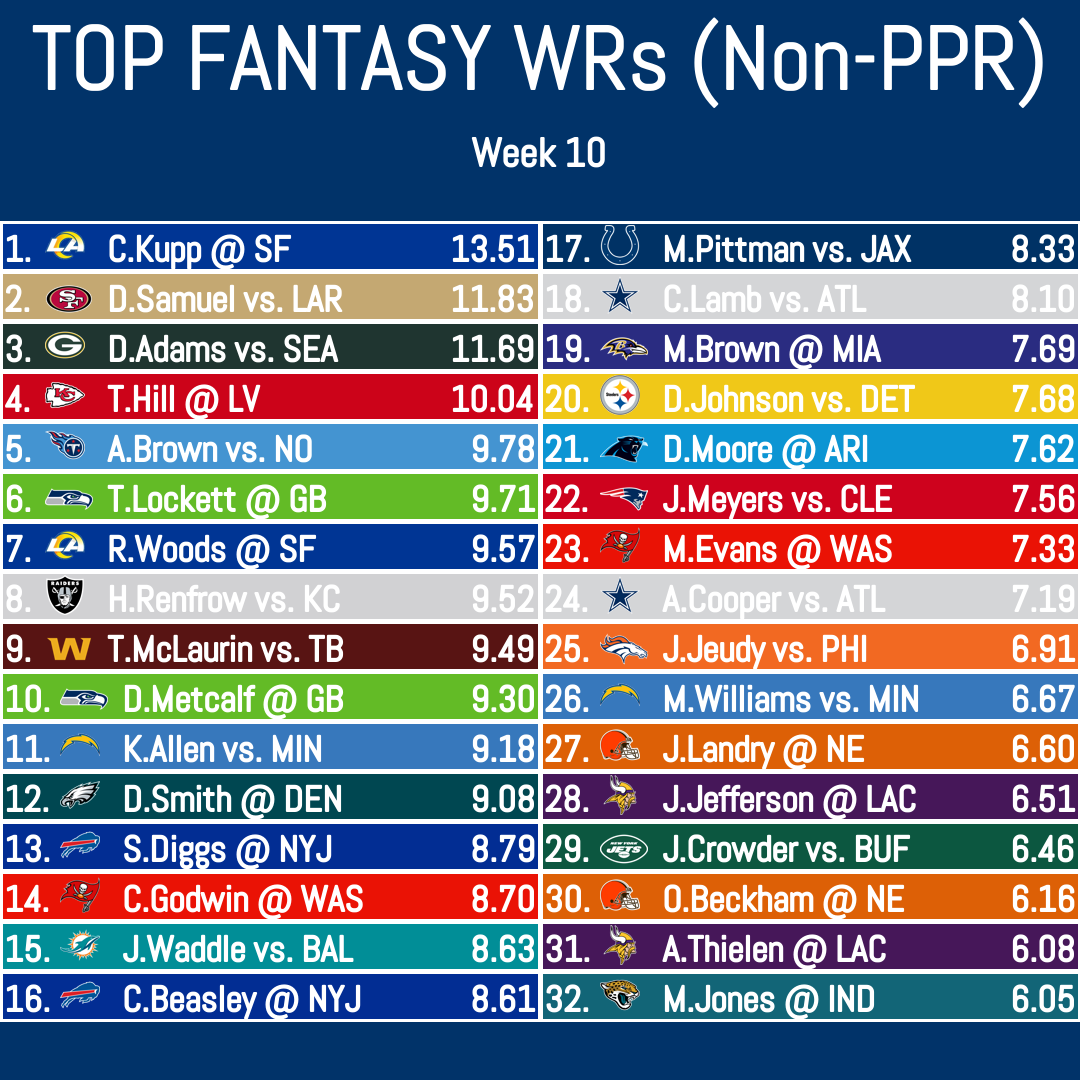 TOP FANTASY WRs (Non-PPR)
Week 10
1. C.Kupp @ SF 13.51
2. D.Samuel vs. LAR 11.83
3. D.Adams vs. SEA 11.69
4. T.Hill @ LV 10.04
5. A.Brown vs. NO 9.78
6. T.Lockett @ GB 9.71
7. R.Woods @ SF 9.57
8. RAIDERS H.Renfrow vs. KC 9.52
9. W T.McLaurin vs. TB 9.49
10. D.Metcalf @ GB 9.30
11. K.Allen vs. MIN 9.18
12. D.Smith @ DEN 9.08
13. S.Diggs @ NYJ 8.79
14. C.Godwin @ WAS 8.70
15. J.Waddle vs. BAL 8.63
16. C.Beasley @ NYJ 8.61
17. M.Pittman vs. JAX 8.33
18. C.Lamb vs. ATL 8.10
19. M.Brown @ MIA 7.69
20. Steelers D.Johnson vs. DET 7.68
21. D.Moore @ ARI 7.62
22. J.Meyers vs. CLE 7.56
23. M.Evans @ WAS 7.33
24. A.Cooper vs. ATL 7.19
25. J.Jeudy vs. PHI 6.91
26. M.Williams vs. MIN 6.67
27. J.Landry @ NE 6.60
28. J.Jefferson @ LAC 6.51
29. NEW YORK JETS J.Crowder vs. BUF 6.46
30. O.Beckham @ NE 6.16
31. A.Thielen @ LAC 6.08
32. M.Jones @ IND 6.05